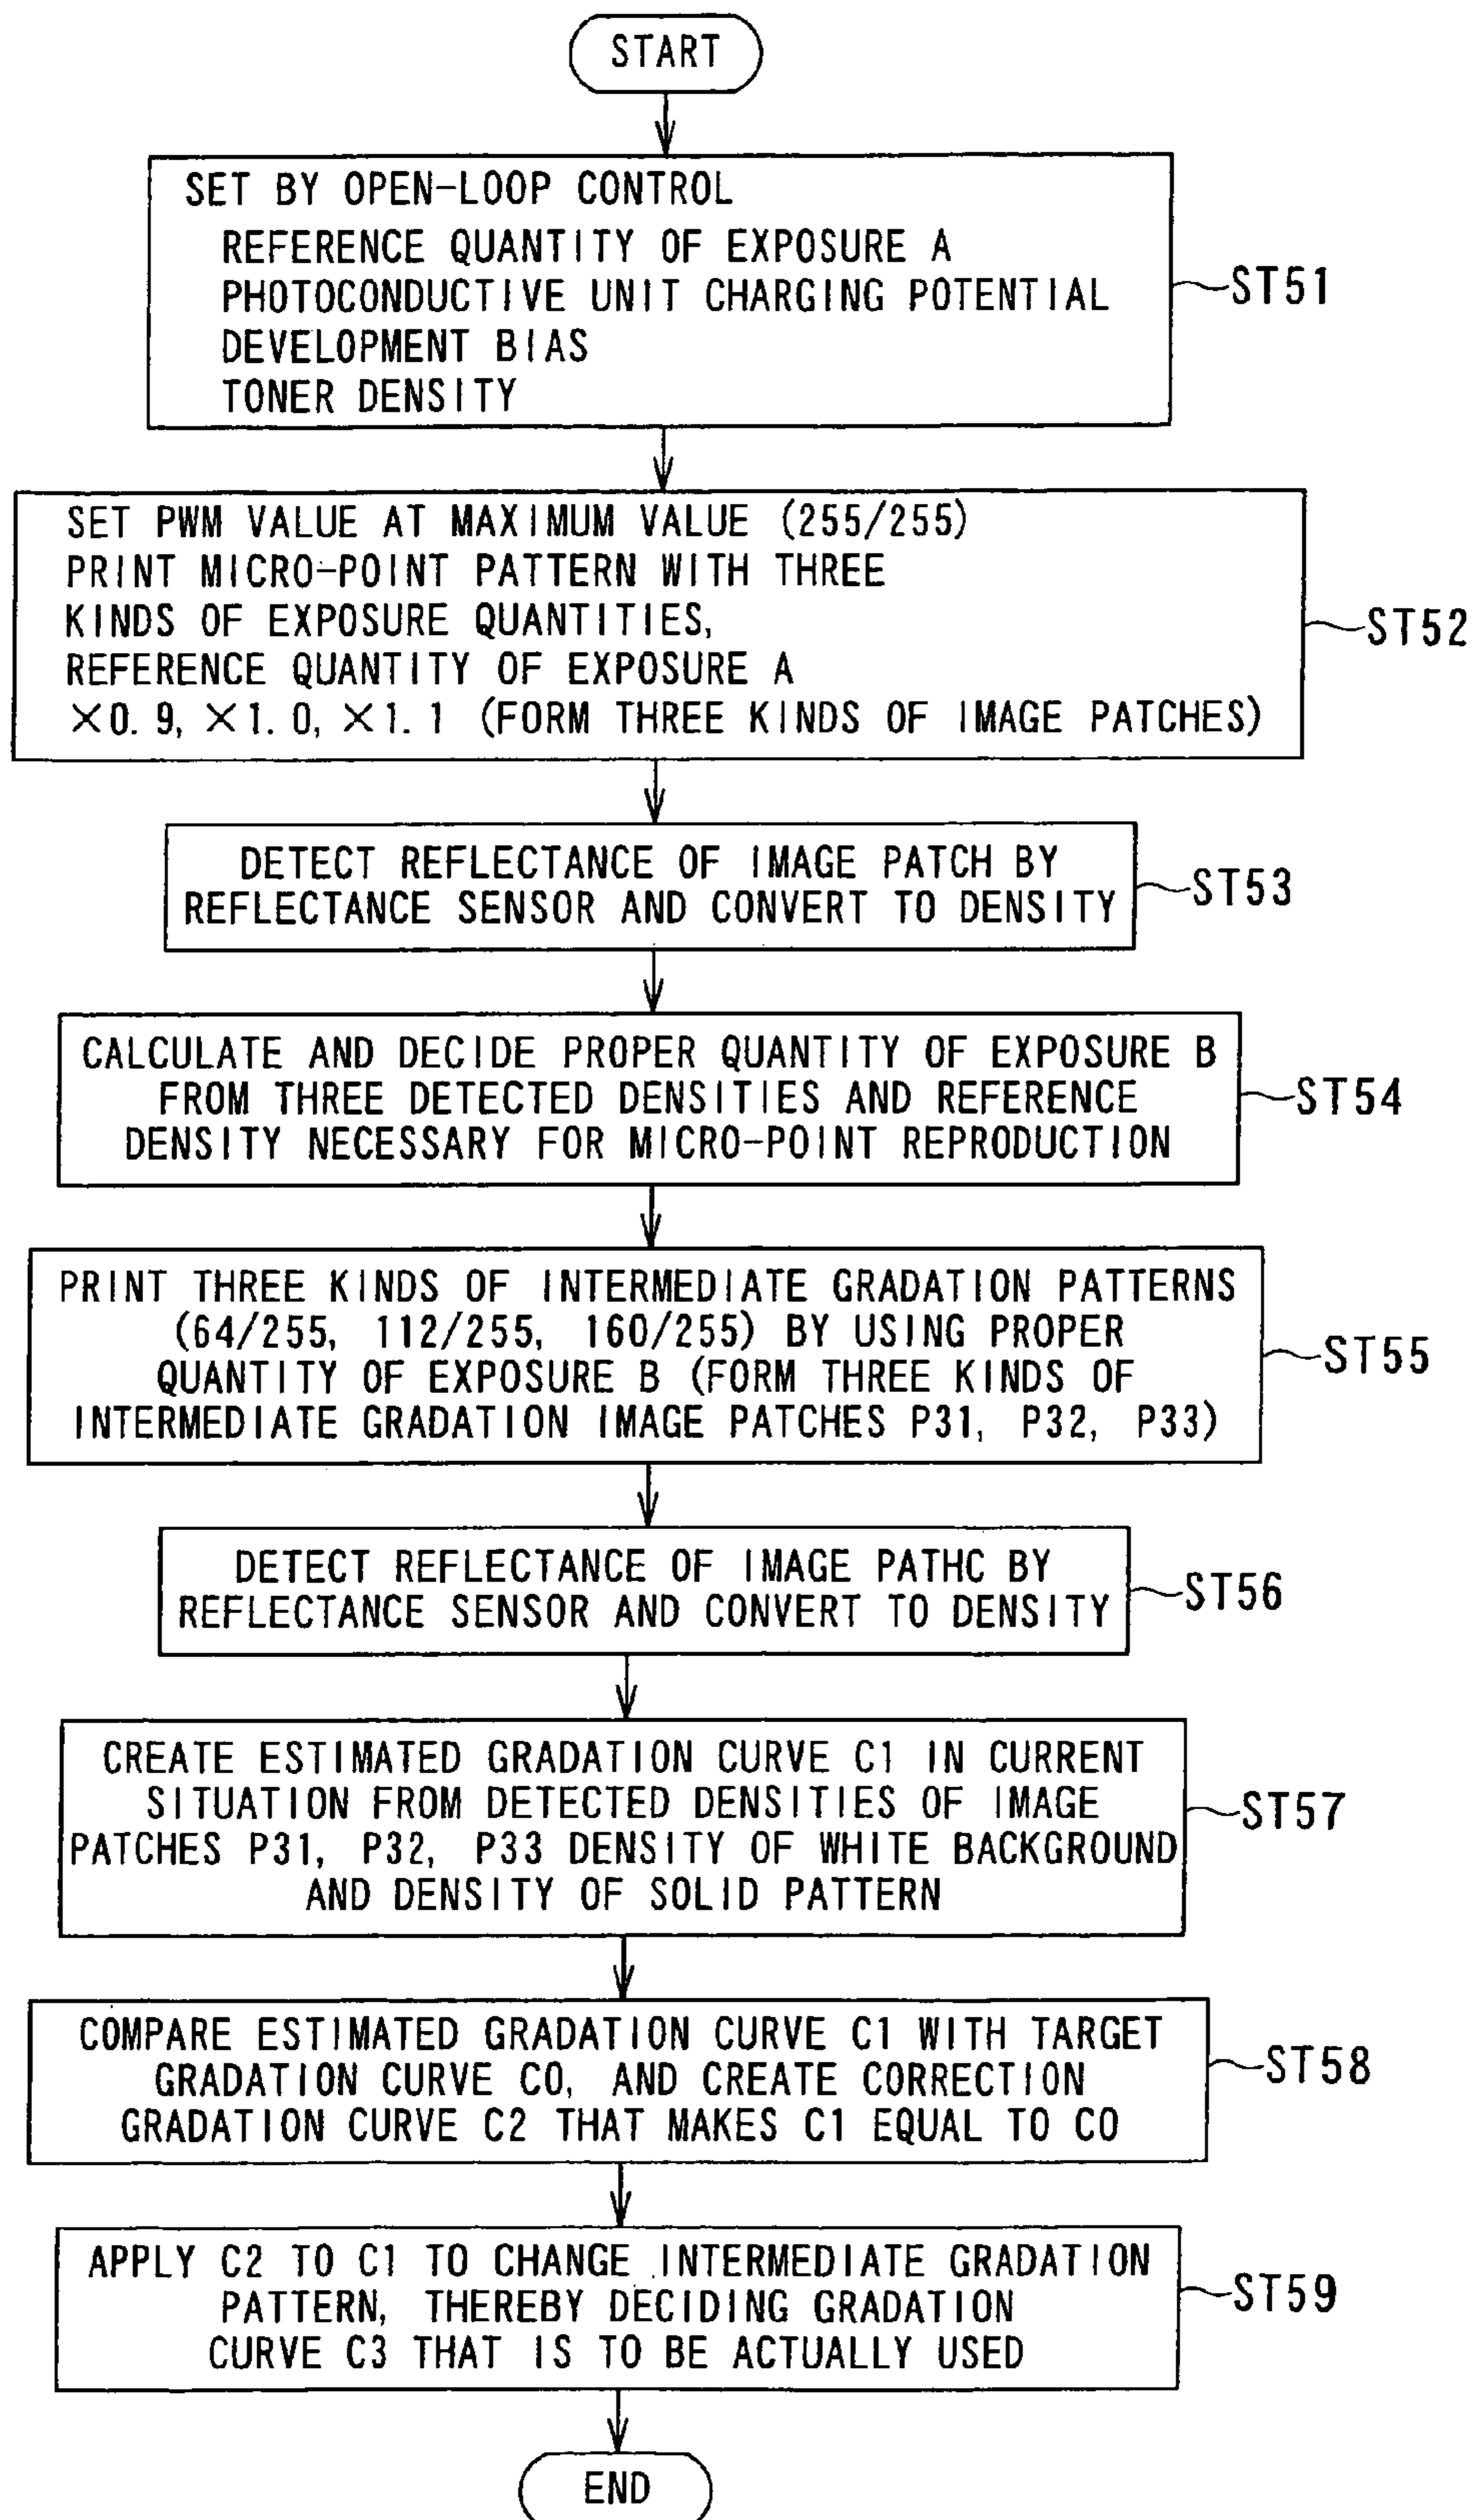 START
SET BY OPEN-LOOP CONTROL
REFERENCE QUANTITY OF EXPOSURE A
PHOTOCONDUCTIVE UNIT CHARGING POTENTIAL
DEVELOPMENT BIAS
TONER DENSITY
ST51
SET PWM VALUE AT MAXIMUM VALUE (255/255)
PRINT MICRO-POINT PATTERN WITH THREE
KINDS OF EXPOSURE QUANTITIES,
REFERENCE QUANTITY OF EXPOSURE A
×0.9, ×1.0, ×1.1 (FORM THREE KINDS OF IMAGE PATCHES)
ST52
DETECT REFLECTANCE OF IMAGE PATCH BY
REFLECTANCE SENSOR AND CONVERT TO DENSITY
ST53
CALCULATE AND DECIDE PROPER QUANTITY OF EXPOSURE B
FROM THREE DETECTED DENSITIES AND REFERENCE
DENSITY NECESSARY FOR MICRO-POINT REPRODUCTION
ST54
PRINT THREE KINDS OF INTERMEDIATE GRADATION PATTERNS
(64/255, 112/255, 160/255) BY USING PROPER
QUANTITY OF EXPOSURE B (FORM THREE KINDS OF
INTERMEDIATE GRADATION IMAGE PATCHES P31, P32, P33)
ST55
DETECT REFLECTANCE OF IMAGE PATHC BY
REFLECTANCE SENSOR AND CONVERT TO DENSITY
ST56
CREATE ESTIMATED GRADATION CURVE C1 IN CURRENT
SITUATION FROM DETECTED DENSITIES OF IMAGE
PATCHES P31, P32, P33 DENSITY OF WHITE BACKGROUND
AND DENSITY OF SOLID PATTERN
ST57
COMPARE ESTIMATED GRADATION CURVE C1 WITH TARGET
GRADATION CURVE C0, AND CREATE CORRECTION
GRADATION CURVE C2 THAT MAKES C1 EQUAL TO C0
ST58
APPLY C2 TO C1 TO CHANGE INTERMEDIATE GRADATION
PATTERN, THEREBY DECIDING GRADATION
CURVE C3 THAT IS TO BE ACTUALLY USED
ST59
END